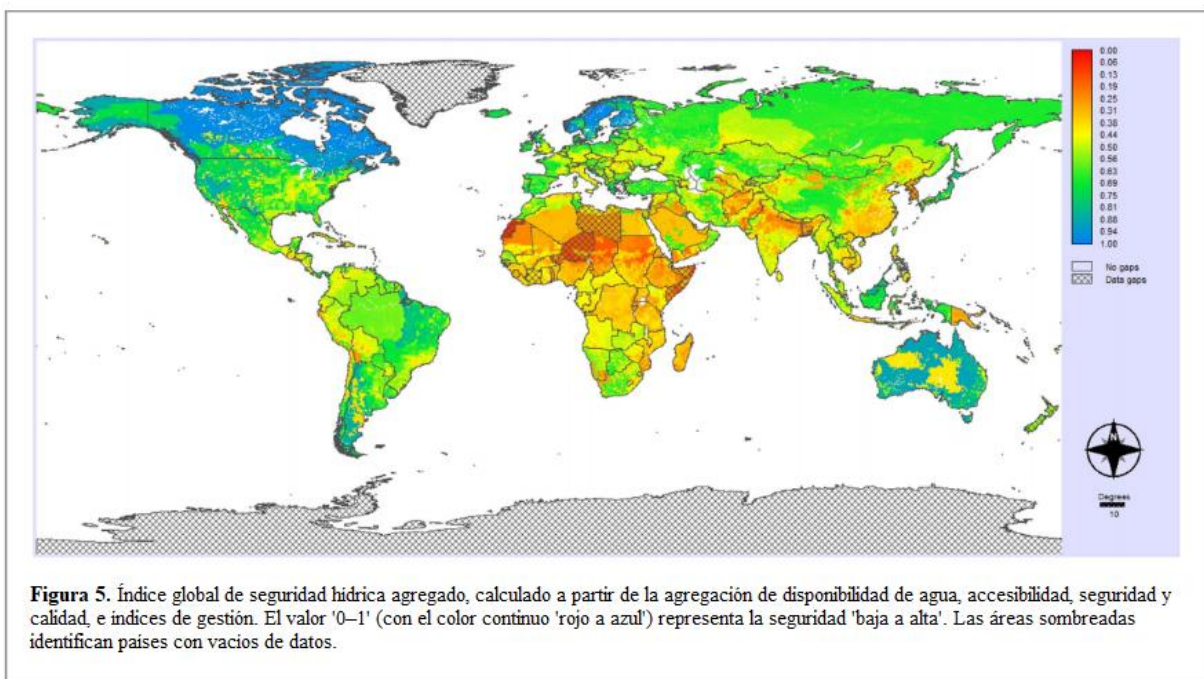 0.00
0.06
0.13
0.19
0.25
0.31
0.38
0.44
0.50
0.56
0.63
0.69
0.75
0.81
0.88
0.94
1.00
No gaps
Data gaps
N
Degrees
10
Figura 5. Índice global de seguridad hídrica agregado, calculado a partir de la agregación de disponibilidad de agua, accesibilidad, seguridad y
calidad, e índices de gestión. El valor '0–1' (con el color continuo 'rojo a azul') representa la seguridad 'baja a alta'. Las áreas sombreadas
identifican países con vacíos de datos.